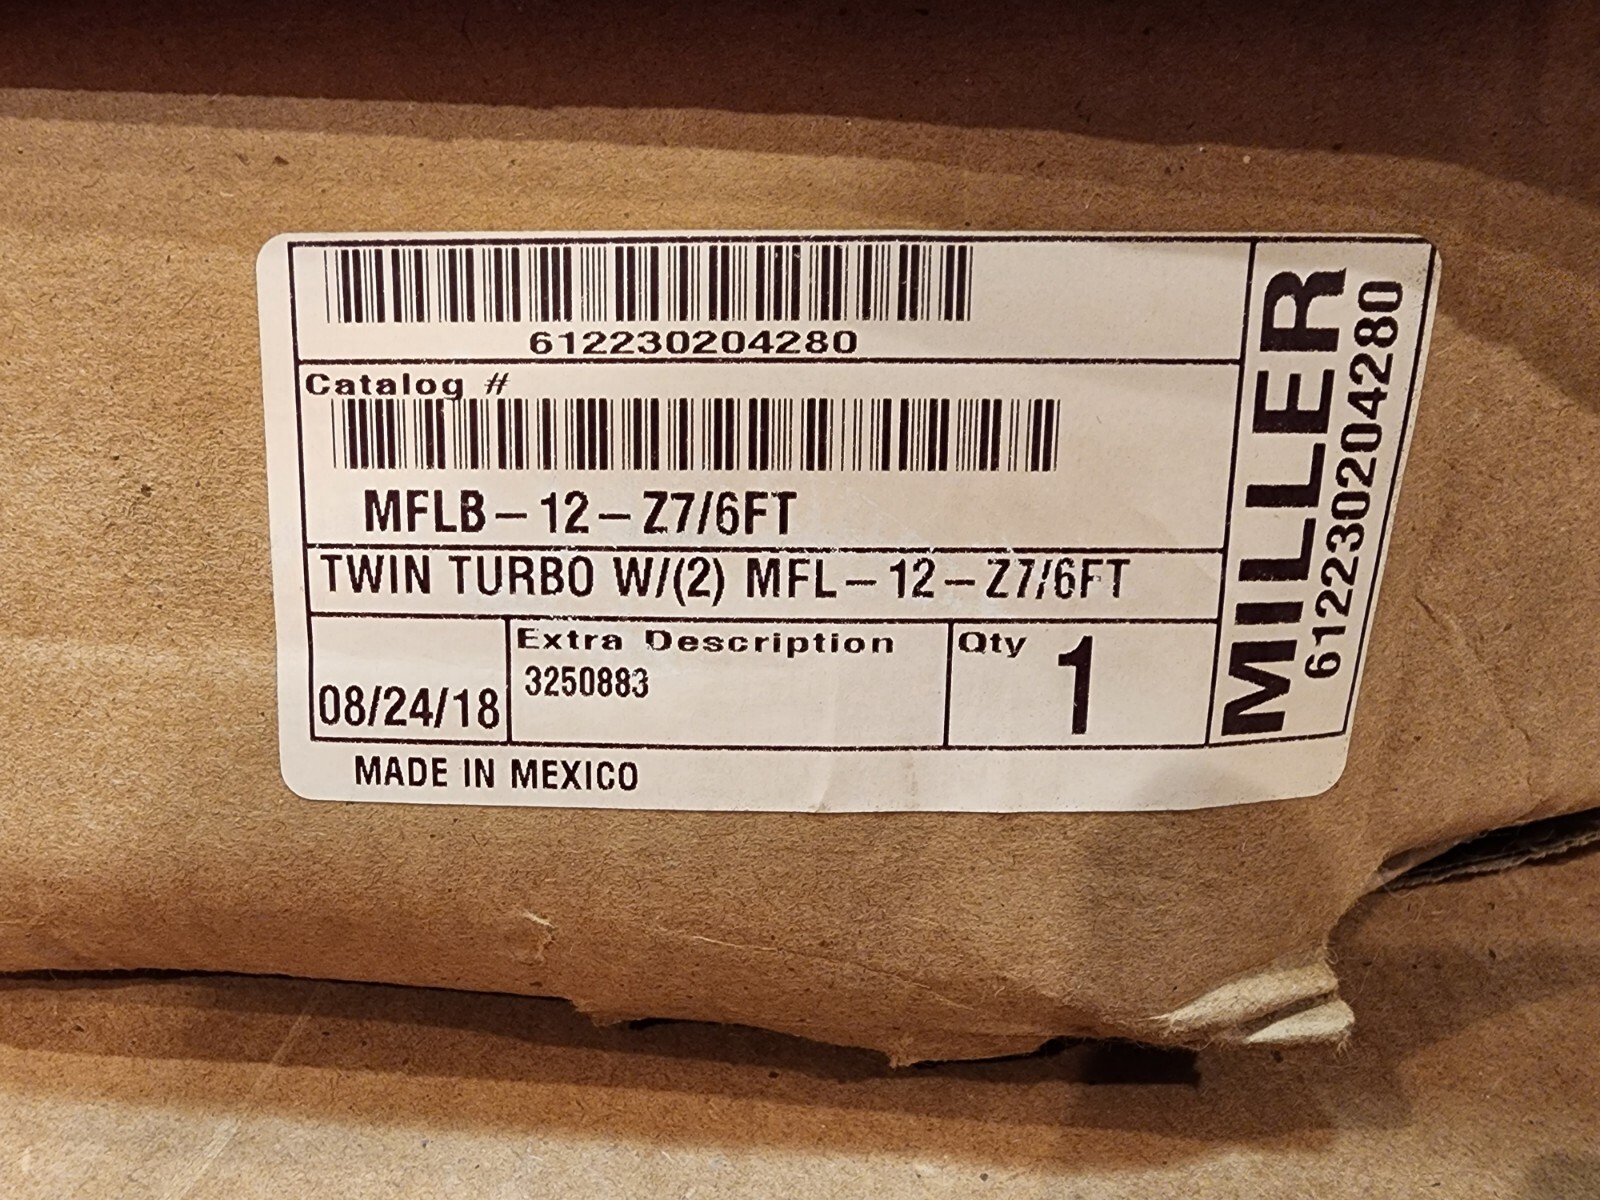 612230204280
Catalog #
MFLB-12-Z7/6FT
TWIN TURBO W/(2) MFL-12-Z7/6FT
08/24/18
Extra Description
3250883
Qty
1
MADE IN MEXICO
MILLER
612230204280